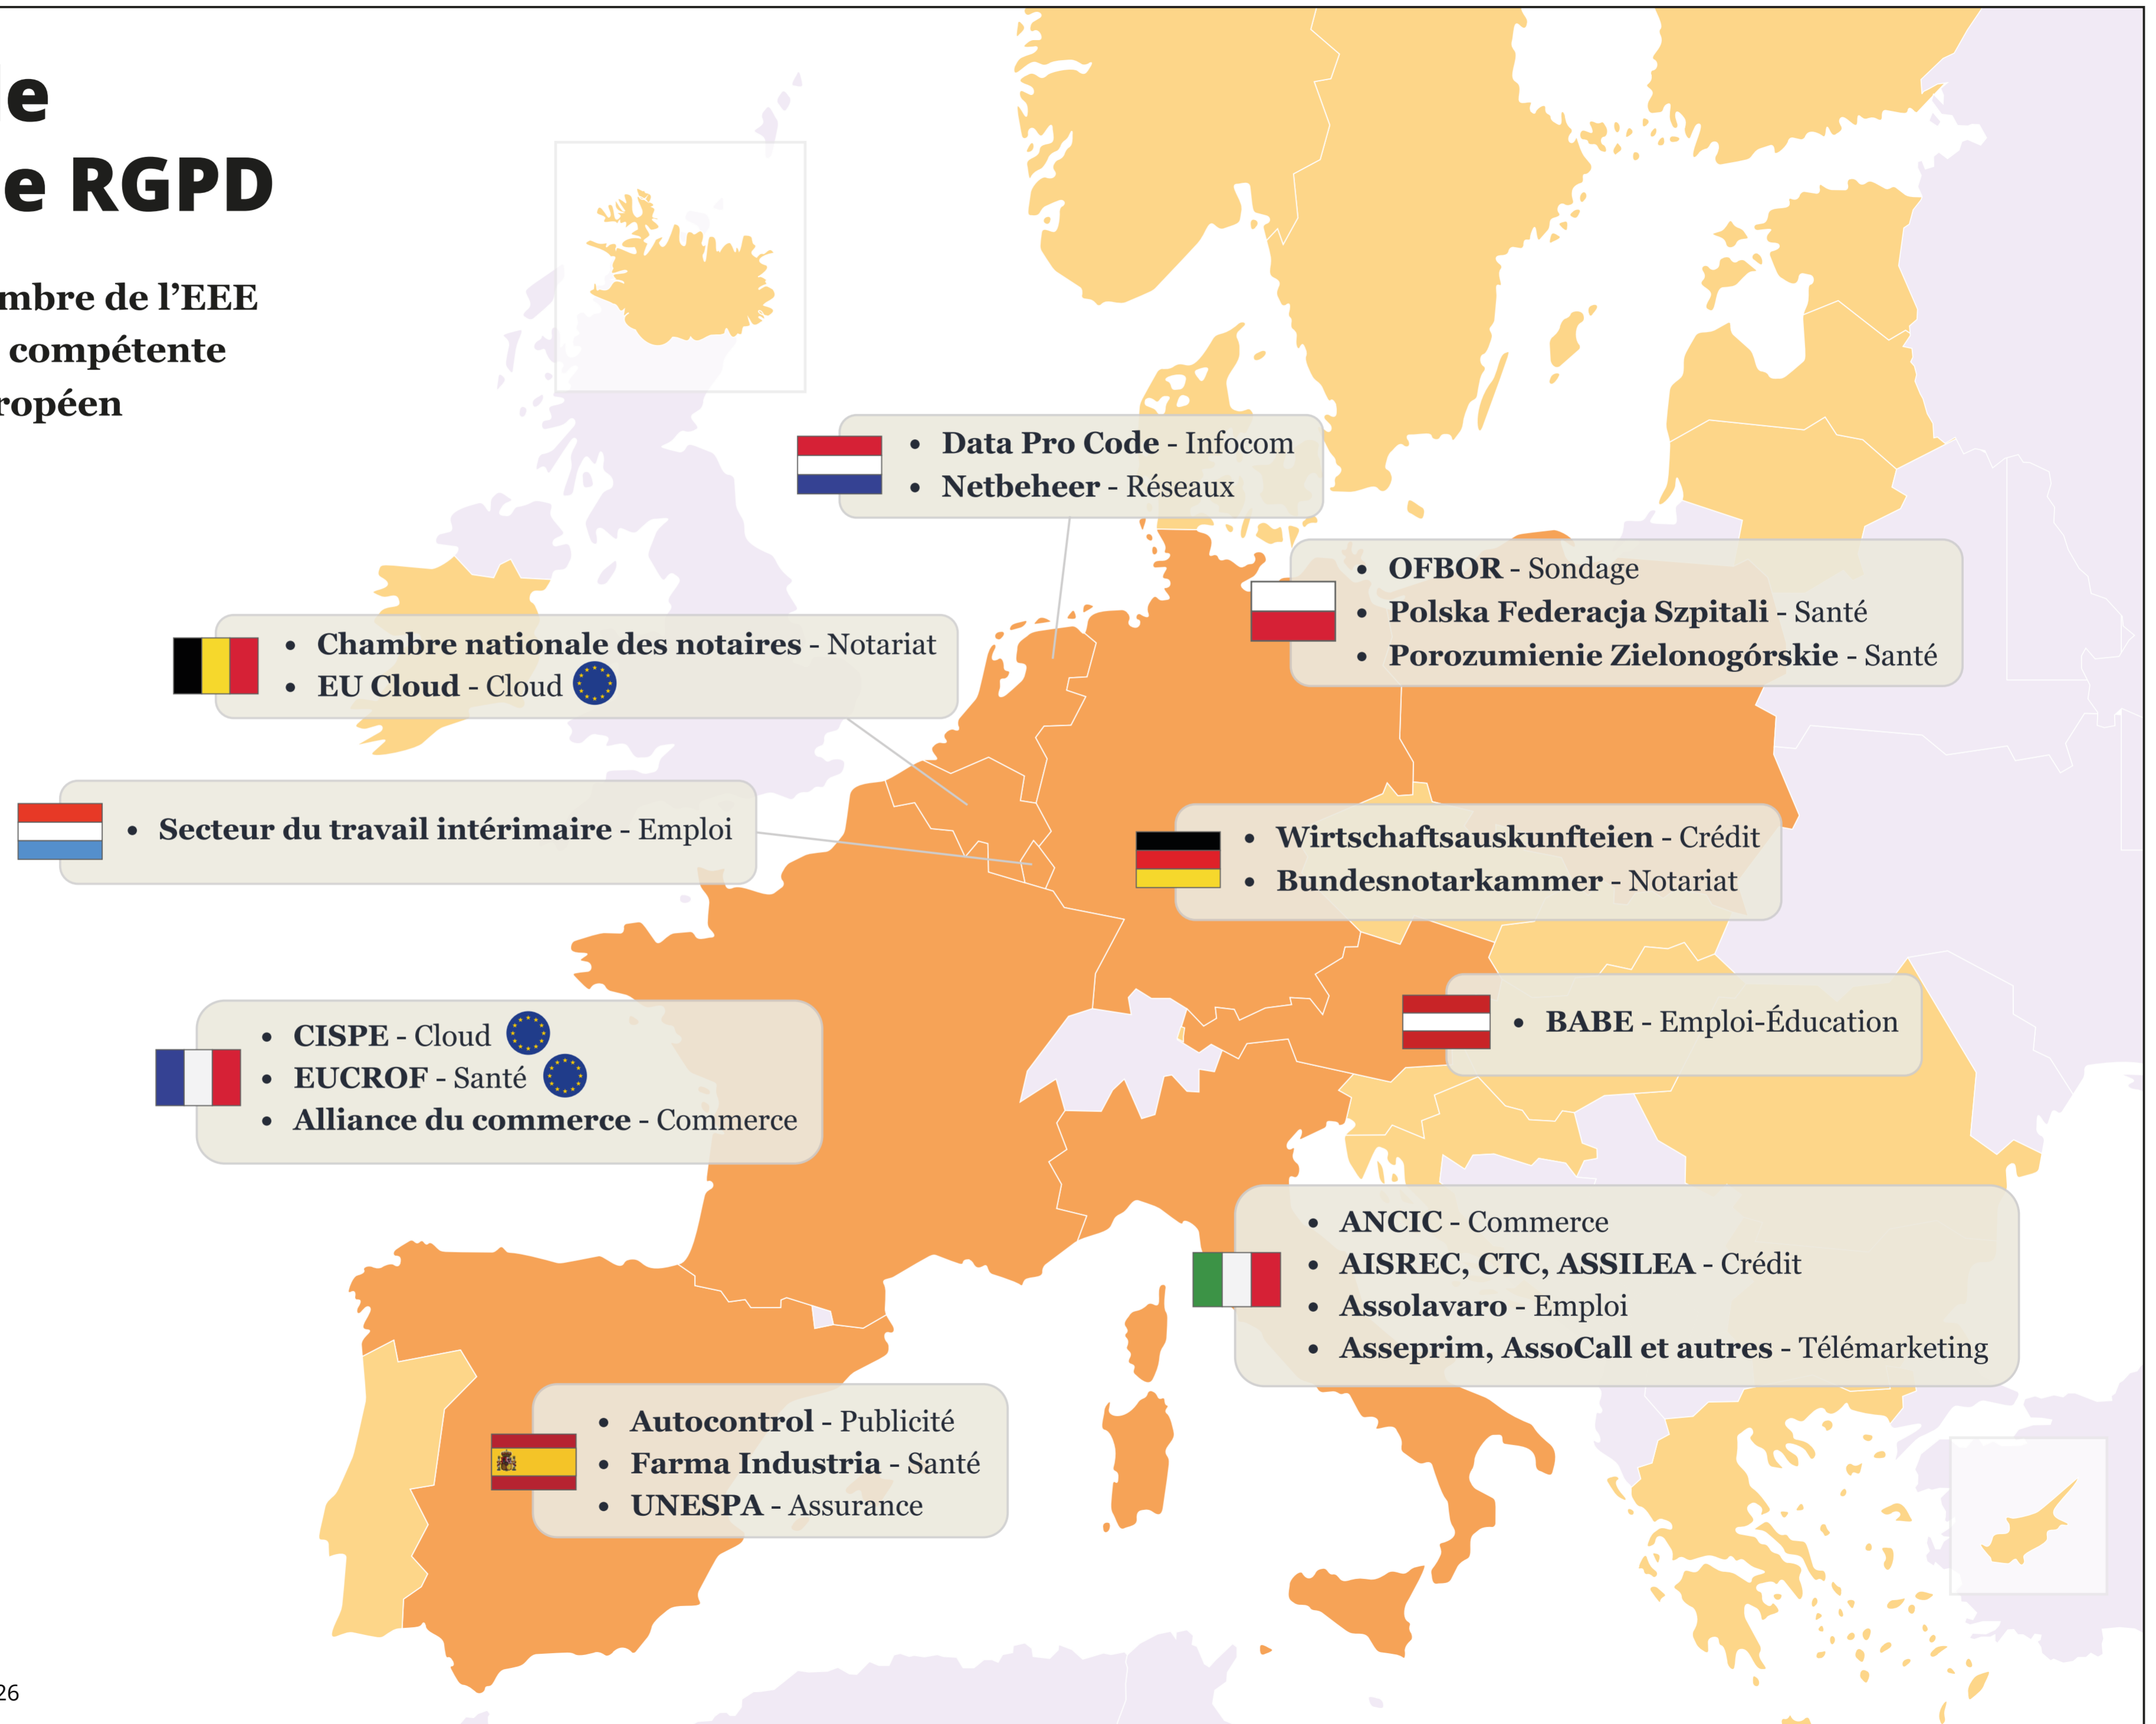 le
e RGPD
mbre de l’EEE
compétente
ropéen
• Data Pro Code - Infocom
• Netbeheer - Réseaux
• OFBOR - Sondage
• Polska Federacja Szpitali - Santé
• Porozumienie Zielonogórskie - Santé
• Chambre nationale des notaires - Notariat
• EU Cloud - Cloud
• Secteur du travail intérimaire - Emploi
• Wirtschaftsauskunfteien - Crédit
• Bundesnotarkammer - Notariat
• BABE - Emploi-Éducation
• CISPE - Cloud
• EUCROF - Santé
• Alliance du commerce - Commerce
• ANCIC - Commerce
• AISREC, CTC, ASSILEA - Crédit
• Assolavaro - Emploi
• Asseprim, AssoCall et autres - Télémarketing
• Autocontrol - Publicité
• Farma Industria - Santé
• UNESPA - Assurance
26